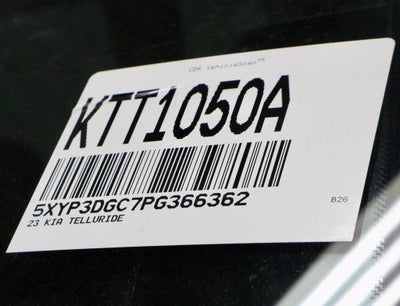 CDK VehicleScan™
KTT1050A
5XYP3DGC7PG366362
23 KIA TELLURIDE
B26